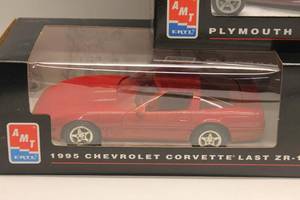 PLYMOUTH
AMT
ERTL
AMT
ERTL
1995 CHEVROLET CORVETTE LAST ZR-1